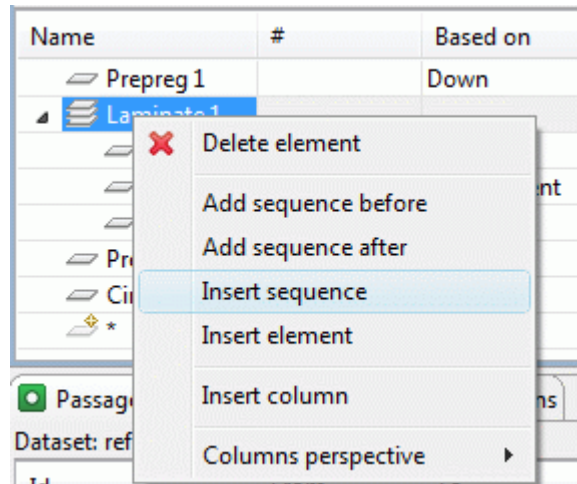 Name # Based on
Prepreg 1 Down
Laminate 1
Delete element
Add sequence before
Add sequence after
Insert sequence
Insert element
*
Insert column
Dataset:
Columns perspective